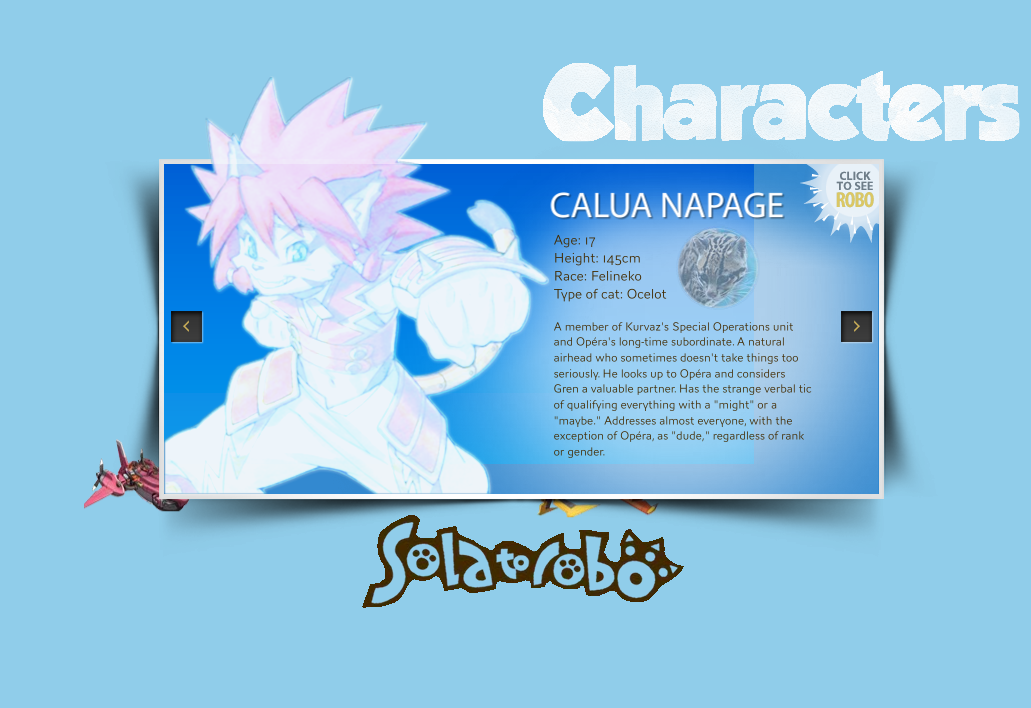 Characters
CLICK
TO SEE
ROBO
CALUA NAPAGE
Age: 17
Height: 145cm
Race: Felineko
Type of cat: Ocelot
A member of Kurvaz's Special Operations unit
and Opéra's long-time subordinate. A natural
airhead who sometimes doesn't take things too
seriously. He looks up to Opéra and considers
Gren a valuable partner. Has the strange verbal tic
of qualifying everything with a "might" or a
"maybe." Addresses almost everyone, with the
exception of Opéra, as "dude," regardless of rank
or gender.
Solatorobo